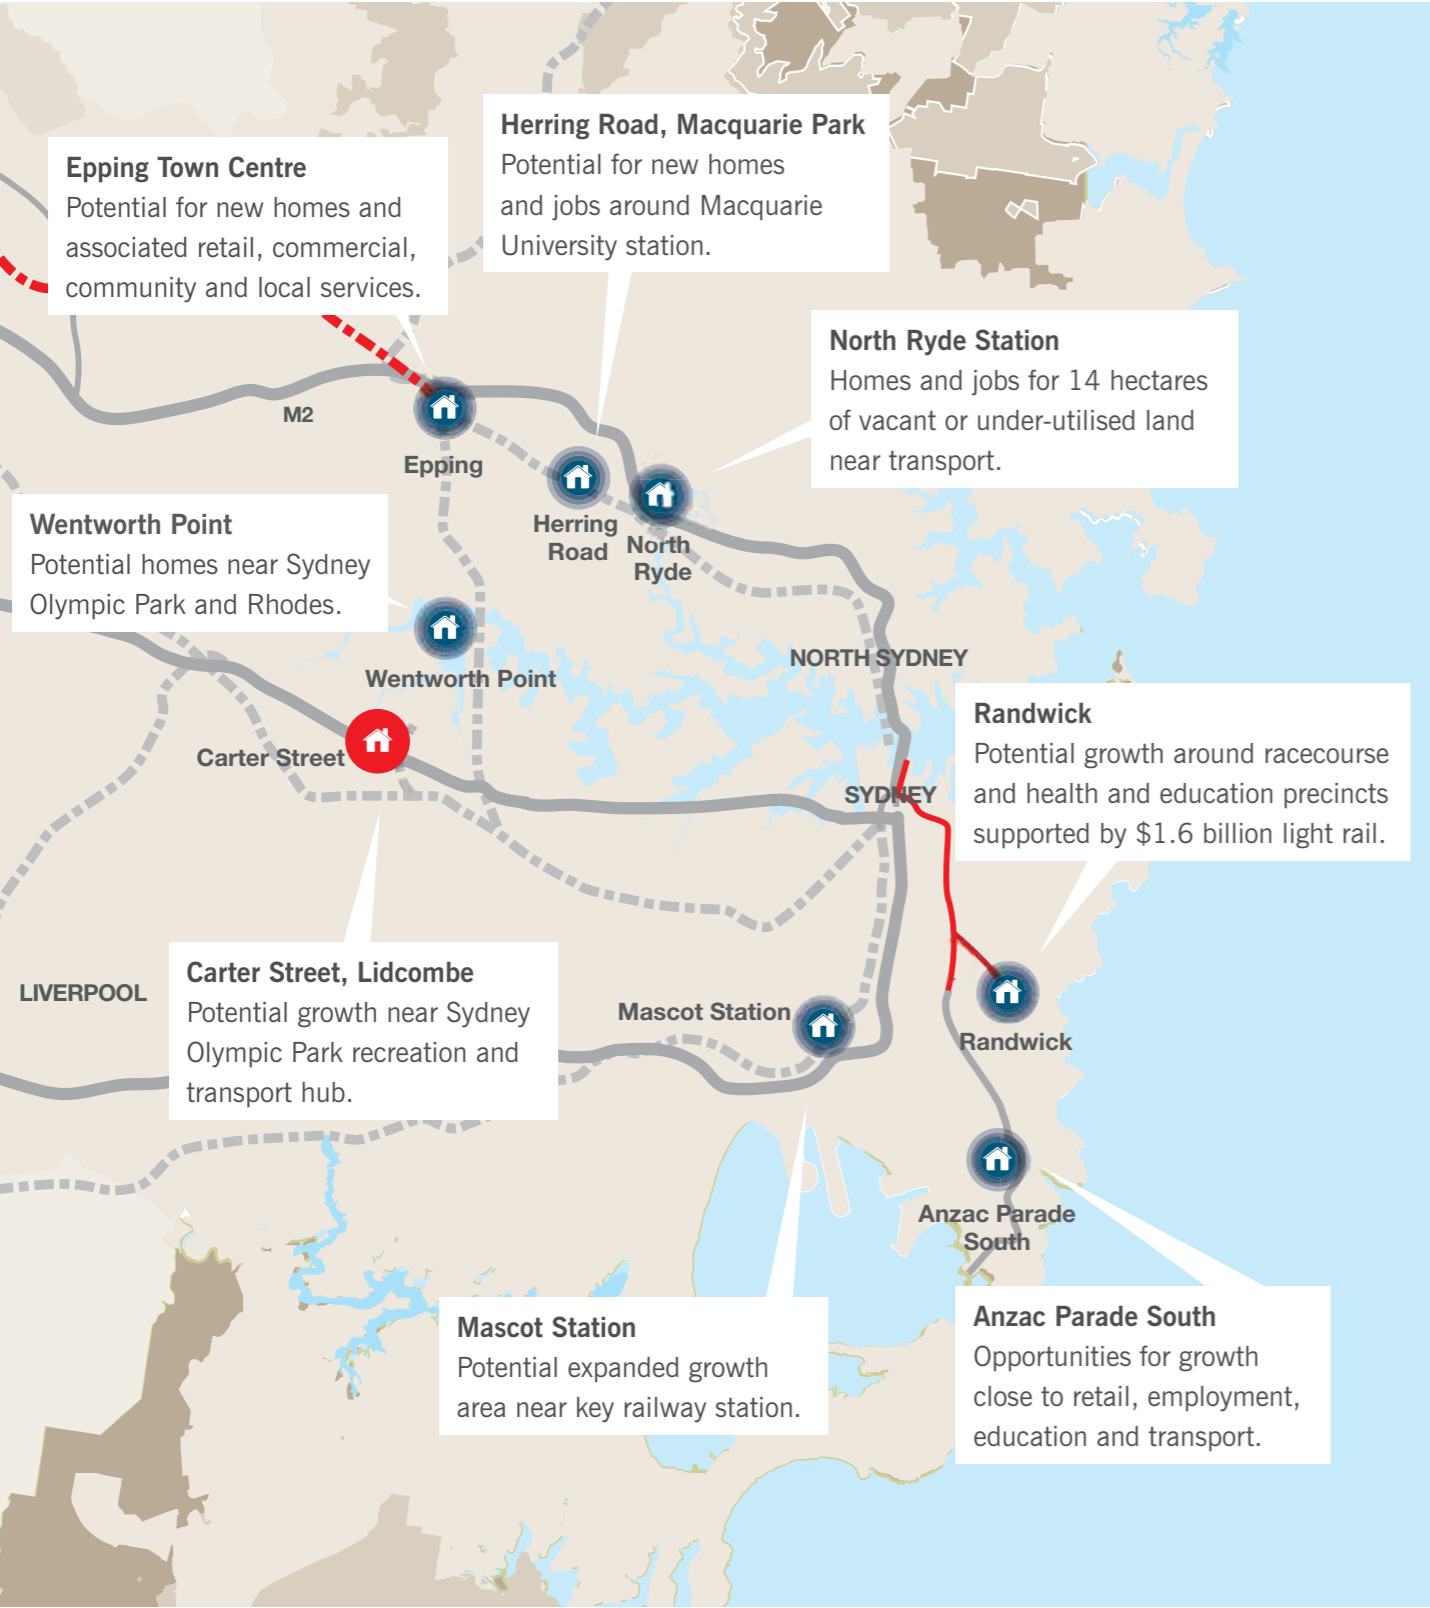 Herring Road, Macquarie Park
Potential for new homes
and jobs around Macquarie
University station.
Epping Town Centre
Potential for new homes and
associated retail, commercial,
community and local services.
North Ryde Station
Homes and jobs for 14 hectares
of vacant or under-utilised land
near transport.
M2
Epping
Wentworth Point
Potential homes near Sydney
Olympic Park and Rhodes.
Herring
Road
North
Ryde
NORTH SYDNEY
Wentworth Point
Randwick
Potential growth around racecourse
and health and education precincts
supported by $1.6 billion light rail.
Carter Street
SYDNEY
Carter Street, Lidcombe
Potential growth near Sydney
Olympic Park recreation and
transport hub.
LIVERPOOL
Mascot Station
Randwick
Anzac Parade
South
Mascot Station
Potential expanded growth
area near key railway station.
Anzac Parade South
Opportunities for growth
close to retail, employment,
education and transport.